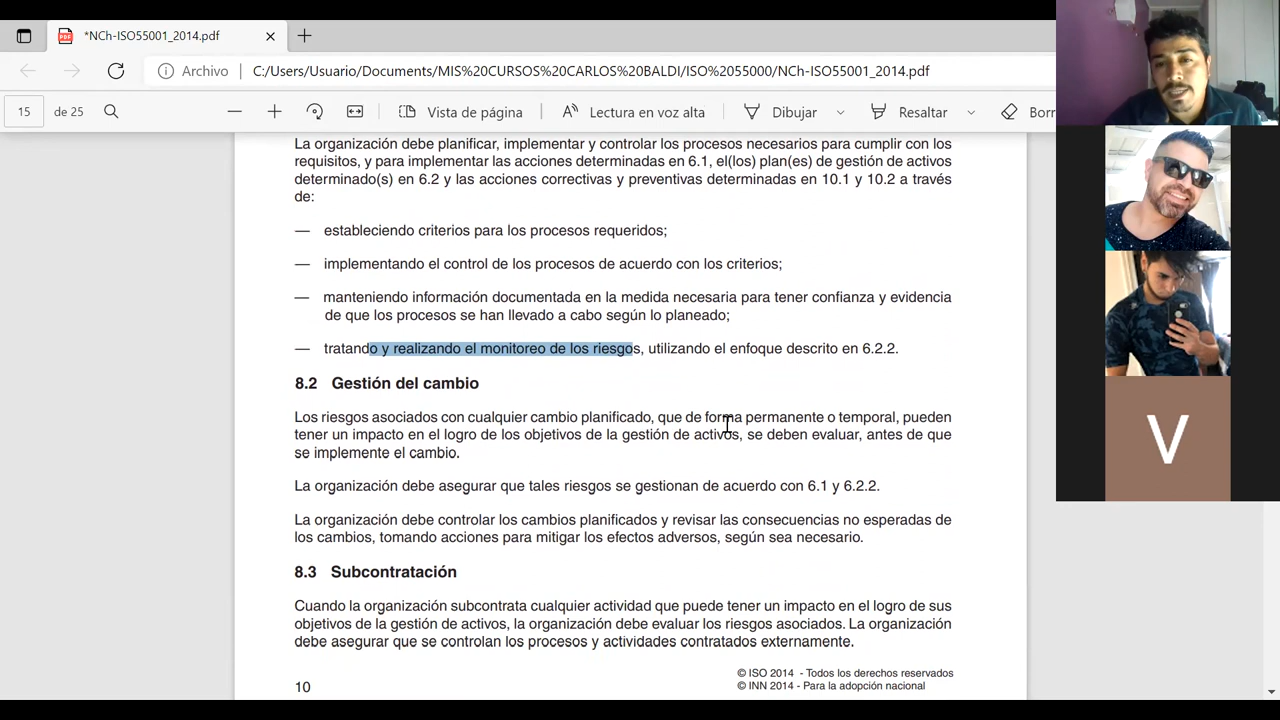 *NCh-ISO55001_2014.pdf
Archivo C:/Users/Usuario/Documents/MIS%20CURSOS%20CARLOS%20BALDI/ISO%2055000/NCh-ISO55001_2014.pdf
15 de 25 Vista de página Lectura en voz alta Dibujar Resaltar Borr
La organización debe planificar, implementar y controlar los procesos necesarios para cumplir con los
requisitos, y para implementar las acciones determinadas en 6.1, el(los) plan(es) de gestión de activos
determinado(s) en 6.2 y las acciones correctivas y preventivas determinadas en 10.1 y 10.2 a través
de:
— estableciendo criterios para los procesos requeridos;
— implementando el control de los procesos de acuerdo con los criterios;
— manteniendo información documentada en la medida necesaria para tener confianza y evidencia
de que los procesos se han llevado a cabo según lo planeado;
— tratando y realizando el monitoreo de los riesgos, utilizando el enfoque descrito en 6.2.2.
8.2 Gestión del cambio
Los riesgos asociados con cualquier cambio planificado, que de forma permanente o temporal, pueden
tener un impacto en el logro de los objetivos de la gestión de activos, se deben evaluar, antes de que
se implemente el cambio.
La organización debe asegurar que tales riesgos se gestionan de acuerdo con 6.1 y 6.2.2.
La organización debe controlar los cambios planificados y revisar las consecuencias no esperadas de
los cambios, tomando acciones para mitigar los efectos adversos, según sea necesario.
8.3 Subcontratación
Cuando la organización subcontrata cualquier actividad que puede tener un impacto en el logro de sus
objetivos de la gestión de activos, la organización debe evaluar los riesgos asociados. La organización
debe asegurar que se controlan los procesos y actividades contratados externamente.
© ISO 2014 - Todos los derechos reservados
10 © INN 2014 - Para la adopción nacional
V